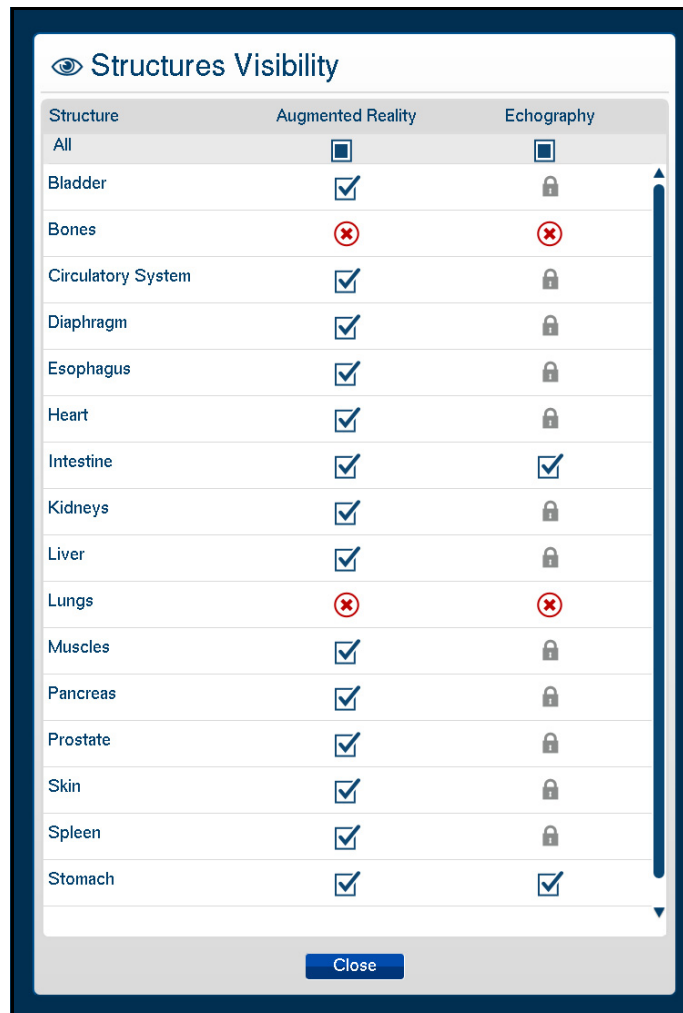 Structures Visibility
Structure Augmented Reality Echography
All
Bladder
Bones
Circulatory System
Diaphragm
Esophagus
Heart
Intestine
Kidneys
Liver
Lungs
Muscles
Pancreas
Prostate
Skin
Spleen
Stomach
Close